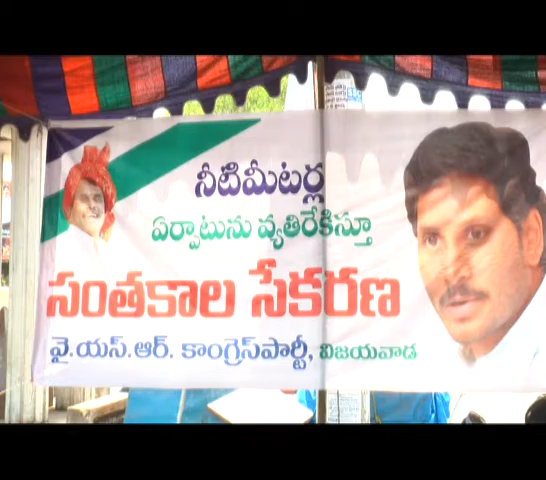 నీటిమీటర్ల
ఏర్పాటును వ్యతిరేకిస్తూ
సంతకాల సేకరణ
వై.యస్.ఆర్. కాంగ్రెస్‌పార్టీ, విజయవాడ